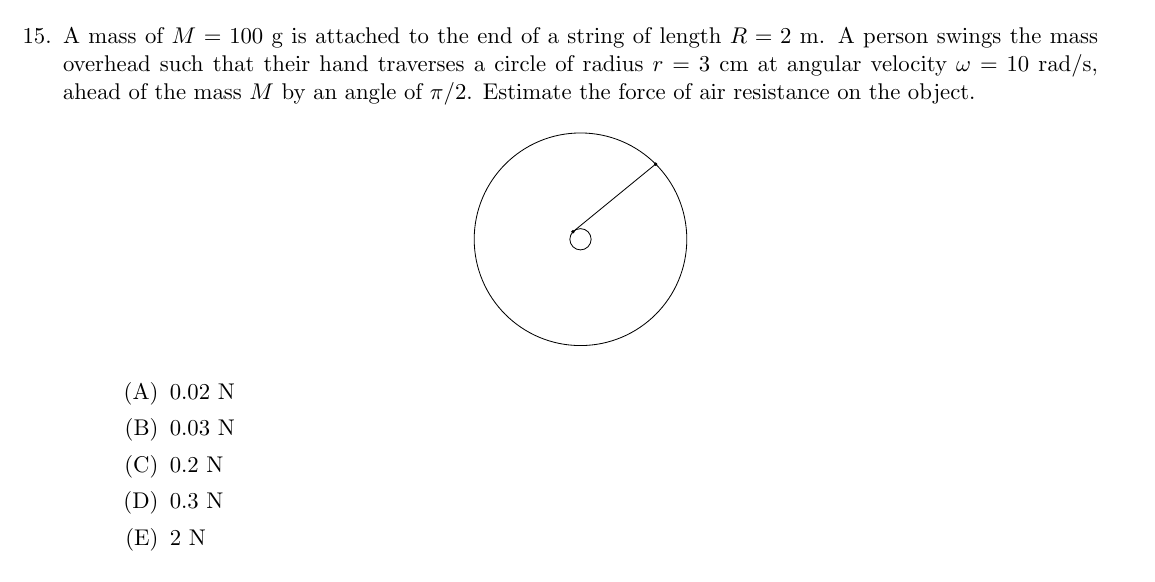 15. A mass of M = 100 g is attached to the end of a string of length R = 2 m. A person swings the mass
overhead such that their hand traverses a circle of radius r = 3 cm at angular velocity ω = 10 rad/s,
ahead of the mass M by an angle of π/2. Estimate the force of air resistance on the object.
(A) 0.02 N
(B) 0.03 N
(C) 0.2 N
(D) 0.3 N
(E) 2 N